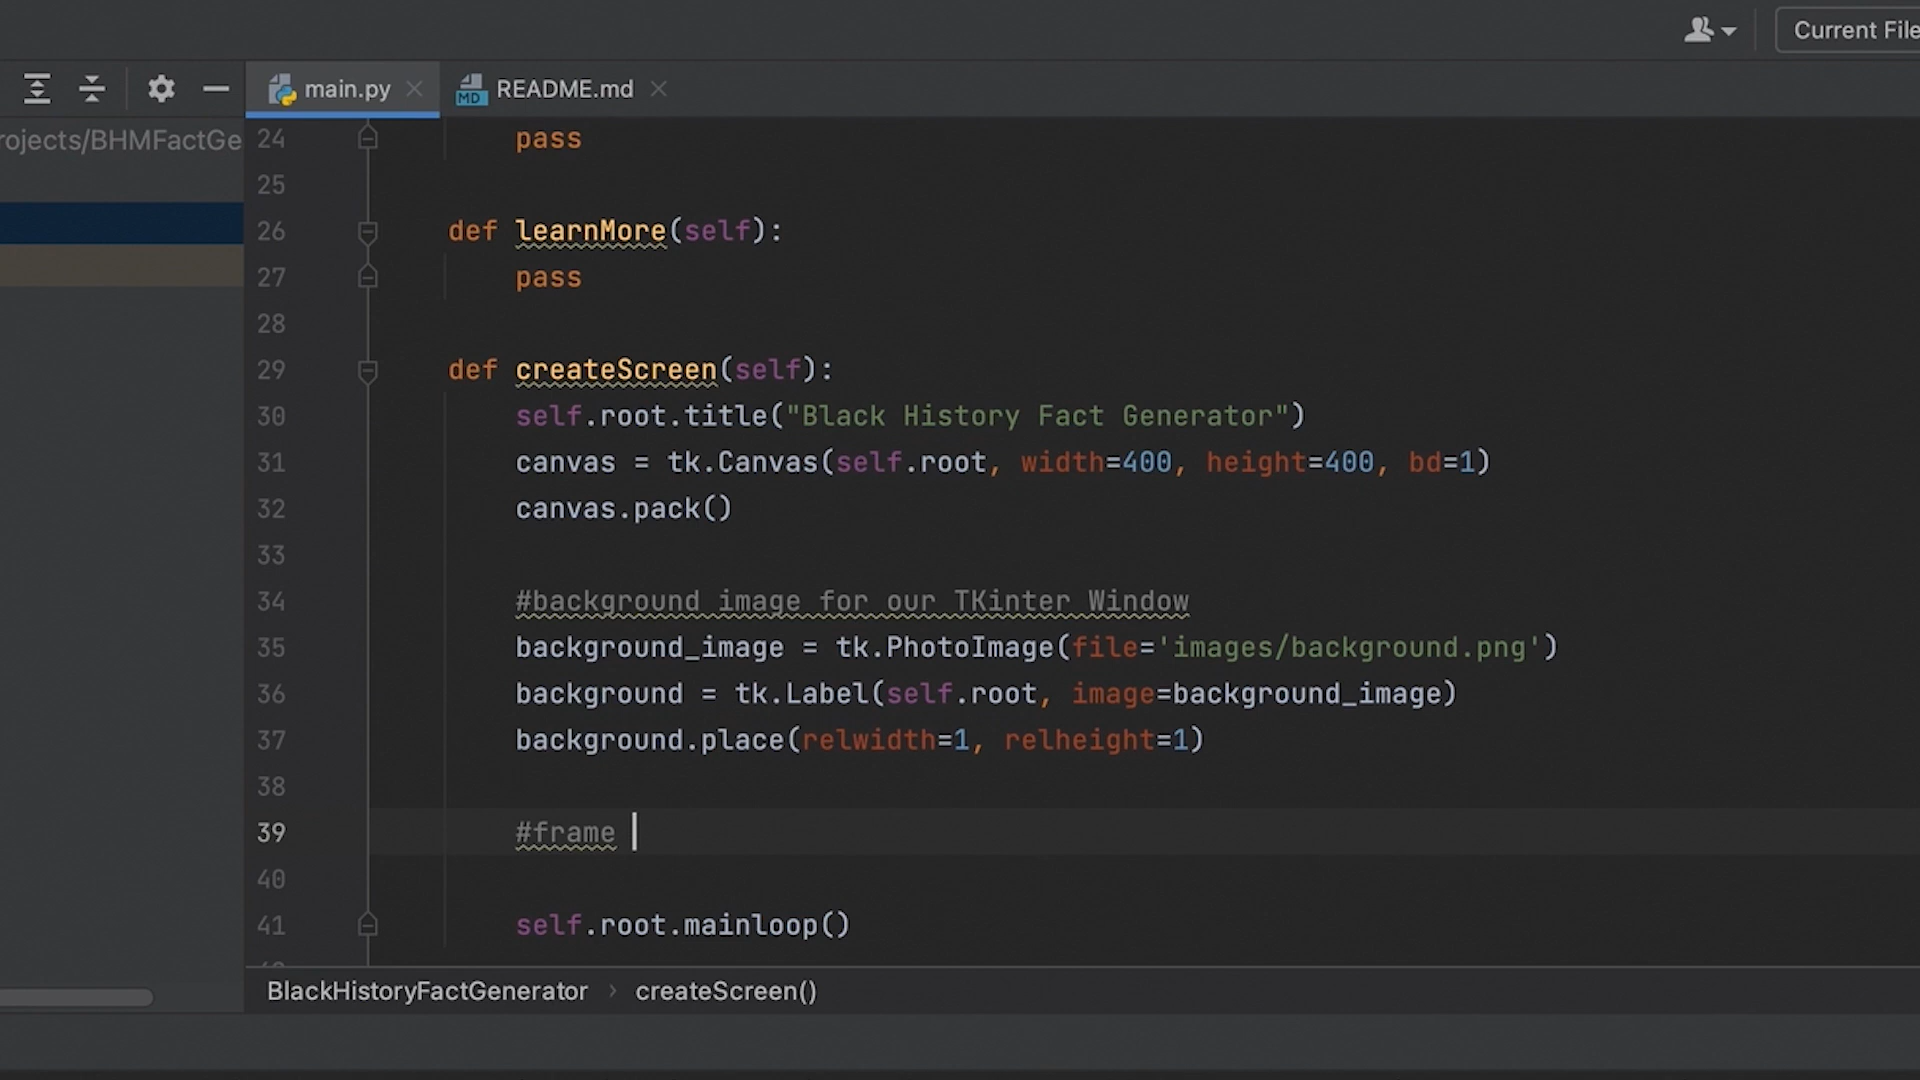 Current File
main.py
README.md
rojects/BHMFactGe
24 pass
25
26 def learnMore(self):
27 pass
28
29 def createScreen(self):
30 self.root.title("Black History Fact Generator")
31 canvas = tk.Canvas(self.root, width=400, height=400, bd=1)
32 canvas.pack()
33
34 #background image for our TKinter Window
35 background_image = tk.PhotoImage(file='images/background.png')
36 background = tk.Label(self.root, image=background_image)
37 background.place(relwidth=1, relheight=1)
38
39 #frame
40
41 self.root.mainloop()
BlackHistoryFactGenerator › createScreen()